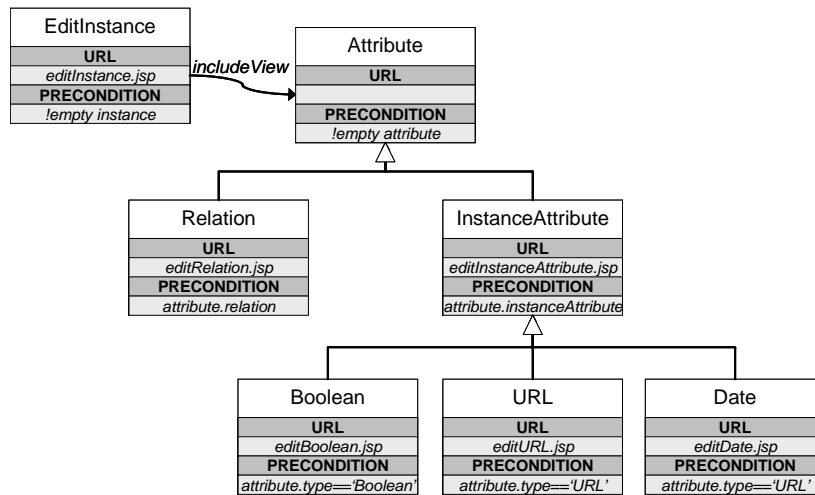 EditInstance
URL
editInstance.jsp
PRECONDITION
!empty instance
includeView
Attribute
URL
PRECONDITION
!empty attribute
Relation
URL
editRelation.jsp
PRECONDITION
attribute.relation
InstanceAttribute
URL
editInstanceAttribute.jsp
PRECONDITION
attribute.instanceAttribute
Boolean
URL
editBoolean.jsp
PRECONDITION
attribute.type==‘Boolean’
URL
URL
editURL.jsp
PRECONDITION
attribute.type==‘URL’
Date
URL
editDate.jsp
PRECONDITION
attribute.type==‘URL’